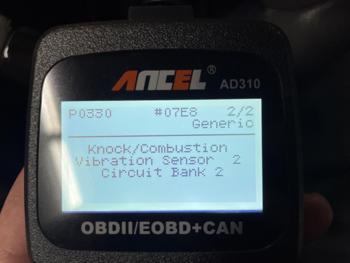 ANCEL®
AD310
P0330 #07E8 2/2
Generic
Knock/Combustion
Vibration Sensor 2
Circuit Bank 2
OBDII/EOBD+CAN